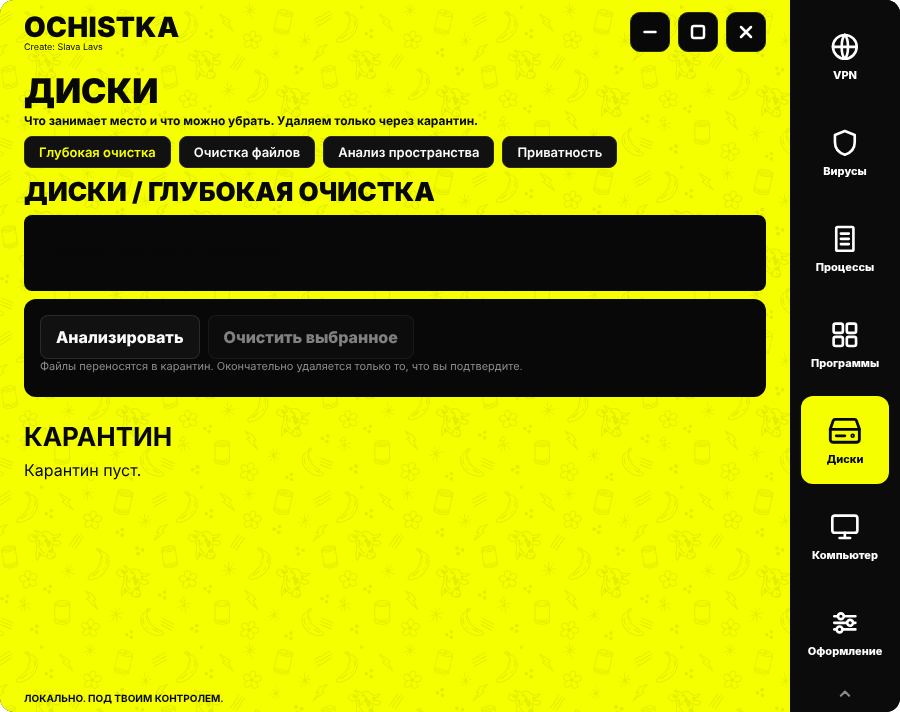 OCHISTKA
Create: Slava Lavs
ДИСКИ
Что занимает место и что можно убрать. Удаляем только через карантин.
Глубокая очистка
Очистка файлов
Анализ пространства
Приватность
ДИСКИ / ГЛУБОКАЯ ОЧИСТКА
Анализировать
Очистить выбранное
Файлы переносятся в карантин. Окончательно удаляется только то, что вы подтвердите.
КАРАНТИН
Карантин пуст.
ЛОКАЛЬНО. ПОД ТВОИМ КОНТРОЛЕМ.
VPN
Вирусы
Процессы
Программы
Диски
Компьютер
Оформление